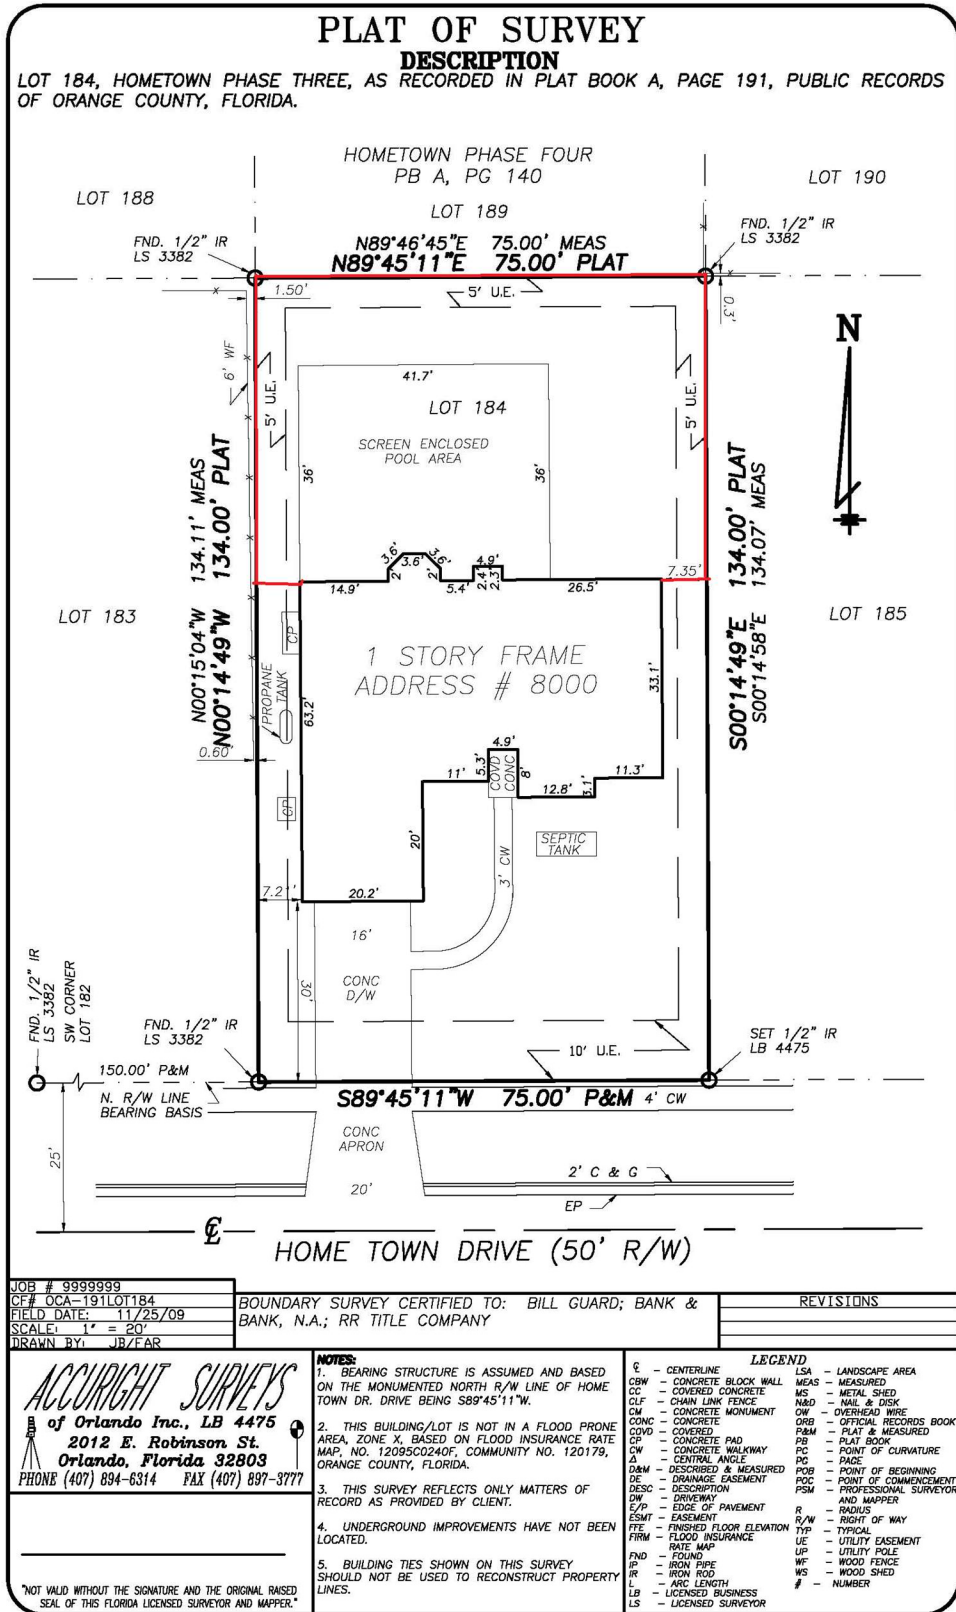 PLAT OF SURVEY
DESCRIPTION
LOT 184, HOMETOWN PHASE THREE, AS RECORDED IN PLAT BOOK A, PAGE 191, PUBLIC RECORDS
OF ORANGE COUNTY, FLORIDA.
HOMETOWN PHASE FOUR
PB A, PG 140
LOT 188
LOT 189
LOT 190
FND. 1/2" IR
LS 3382
N89°46'45"E 75.00' MEAS
N89°45'11"E 75.00' PLAT
FND. 1/2" IR
LS 3382
1.50'
5' U.E.
0.3'
N
6' WF
5' U.E.
41.7'
LOT 184
SCREEN ENCLOSED
POOL AREA
36'
36'
5' U.E.
134.11' MEAS
134.00' PLAT
134.00' PLAT
134.07' MEAS
3.6'
3.6'
3.6'
2'
2'
4.9'
2.4'
2.3'
14.9'
5.4'
26.5'
7.35'
LOT 183
LOT 185
CP
1 STORY FRAME
ADDRESS # 8000
N00°15'04"W
N00°14'49"W
S00°14'49"E
S00°14'58"E
PROPANE
TANK
63.2'
33.1'
0.60'
4.9'
5.3'
COVD
CONC
8'
11'
12.8'
3.1'
11.3'
CP
20'
SEPTIC
TANK
3' CW
7.21'
20.2'
16'
CONC
D/W
30'
FND. 1/2" IR
LS 3382
SW CORNER
LOT 182
FND. 1/2" IR
LS 3382
10' U.E.
SET 1/2" IR
LB 4475
150.00' P&M
N. R/W LINE
BEARING BASIS
S89°45'11"W 75.00' P&M
4' CW
CONC
APRON
25'
20'
2' C & G
EP
HOME TOWN DRIVE (50' R/W)
JOB # 9999999
CF# OCA-191LOT184
FIELD DATE: 11/25/09
SCALE: 1" = 20'
DRAWN BY: JB/FAR
BOUNDARY SURVEY CERTIFIED TO: BILL GUARD; BANK &
BANK, N.A.; RR TITLE COMPANY
REVISIONS
ACCURIGHT SURVEYS
of Orlando Inc., LB 4475
2012 E. Robinson St.
Orlando, Florida 32803
PHONE (407) 894-6314 FAX (407) 897-3777
"NOT VALID WITHOUT THE SIGNATURE AND THE ORIGINAL RAISED
SEAL OF THIS FLORIDA LICENSED SURVEYOR AND MAPPER."
NOTES:
1. BEARING STRUCTURE IS ASSUMED AND BASED
ON THE MONUMENTED NORTH R/W LINE OF HOME
TOWN DR. DRIVE BEING S89°45'11"W.
2. THIS BUILDING/LOT IS NOT IN A FLOOD PRONE
AREA, ZONE X, BASED ON FLOOD INSURANCE RATE
MAP, NO. 12095C0240F, COMMUNITY NO. 120179,
ORANGE COUNTY, FLORIDA.
3. THIS SURVEY REFLECTS ONLY MATTERS OF
RECORD AS PROVIDED BY CLIENT.
4. UNDERGROUND IMPROVEMENTS HAVE NOT BEEN
LOCATED.
5. BUILDING TIES SHOWN ON THIS SURVEY
SHOULD NOT BE USED TO RECONSTRUCT PROPERTY
LINES.
LEGEND
℄ - CENTERLINE
CBW - CONCRETE BLOCK WALL
CC - COVERED CONCRETE
CLF - CHAIN LINK FENCE
CM - CONCRETE MONUMENT
CONC - CONCRETE
COVD - COVERED
CP - CONCRETE PAD
CW - CONCRETE WALKWAY
Δ - CENTRAL ANGLE
D&M - DESCRIBED & MEASURED
DE - DRAINAGE EASEMENT
DESC - DESCRIPTION
DW - DRIVEWAY
E/P - EDGE OF PAVEMENT
ESMT - EASEMENT
FFE - FINISHED FLOOR ELEVATION
FIRM - FLOOD INSURANCE
RATE MAP
FND - FOUND
IP - IRON PIPE
IR - IRON ROD
L - ARC LENGTH
LB - LICENSED BUSINESS
LS - LICENSED SURVEYOR
LSA - LANDSCAPE AREA
MEAS - MEASURED
MS - METAL SHED
N&D - NAIL & DISK
OW - OVERHEAD WIRE
ORB - OFFICIAL RECORDS BOOK
P&M - PLAT & MEASURED
PB - PLAT BOOK
PC - POINT OF CURVATURE
PG - PAGE
POB - POINT OF BEGINNING
POC - POINT OF COMMENCEMENT
PSM - PROFESSIONAL SURVEYOR
AND MAPPER
R - RADIUS
R/W - RIGHT OF WAY
TYP - TYPICAL
UE - UTILITY EASEMENT
UP - UTILITY POLE
WF - WOOD FENCE
WS - WOOD SHED
# - NUMBER